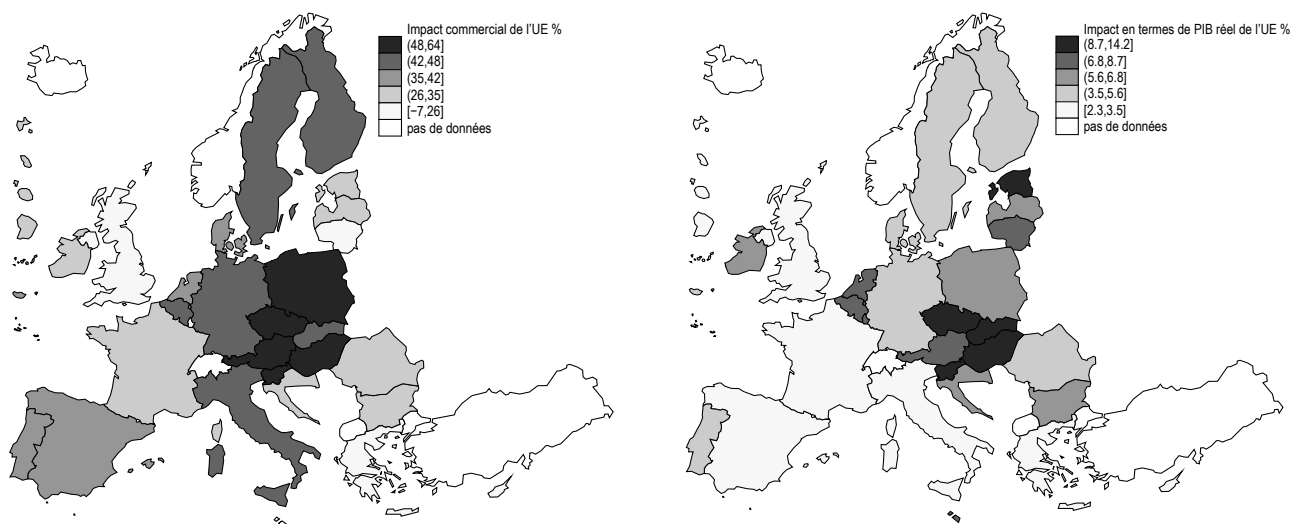 Impact commercial de l’UE %
(48,64]
(42,48]
(35,42]
(26,35]
[−7,26]
pas de données
Impact en termes de PIB réel de l’UE %
(8.7,14.2]
(6.8,8.7]
(5.6,6.8]
(3.5,5.6]
[2.3,3.5]
pas de données